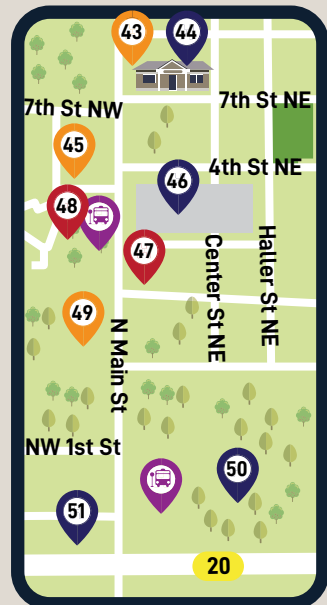 43
44
7th St NW
7th St NE
45
4th St NE
46
48
47
Center St NE
Haller St NE
49
N Main St
NW 1st St
50
51
20